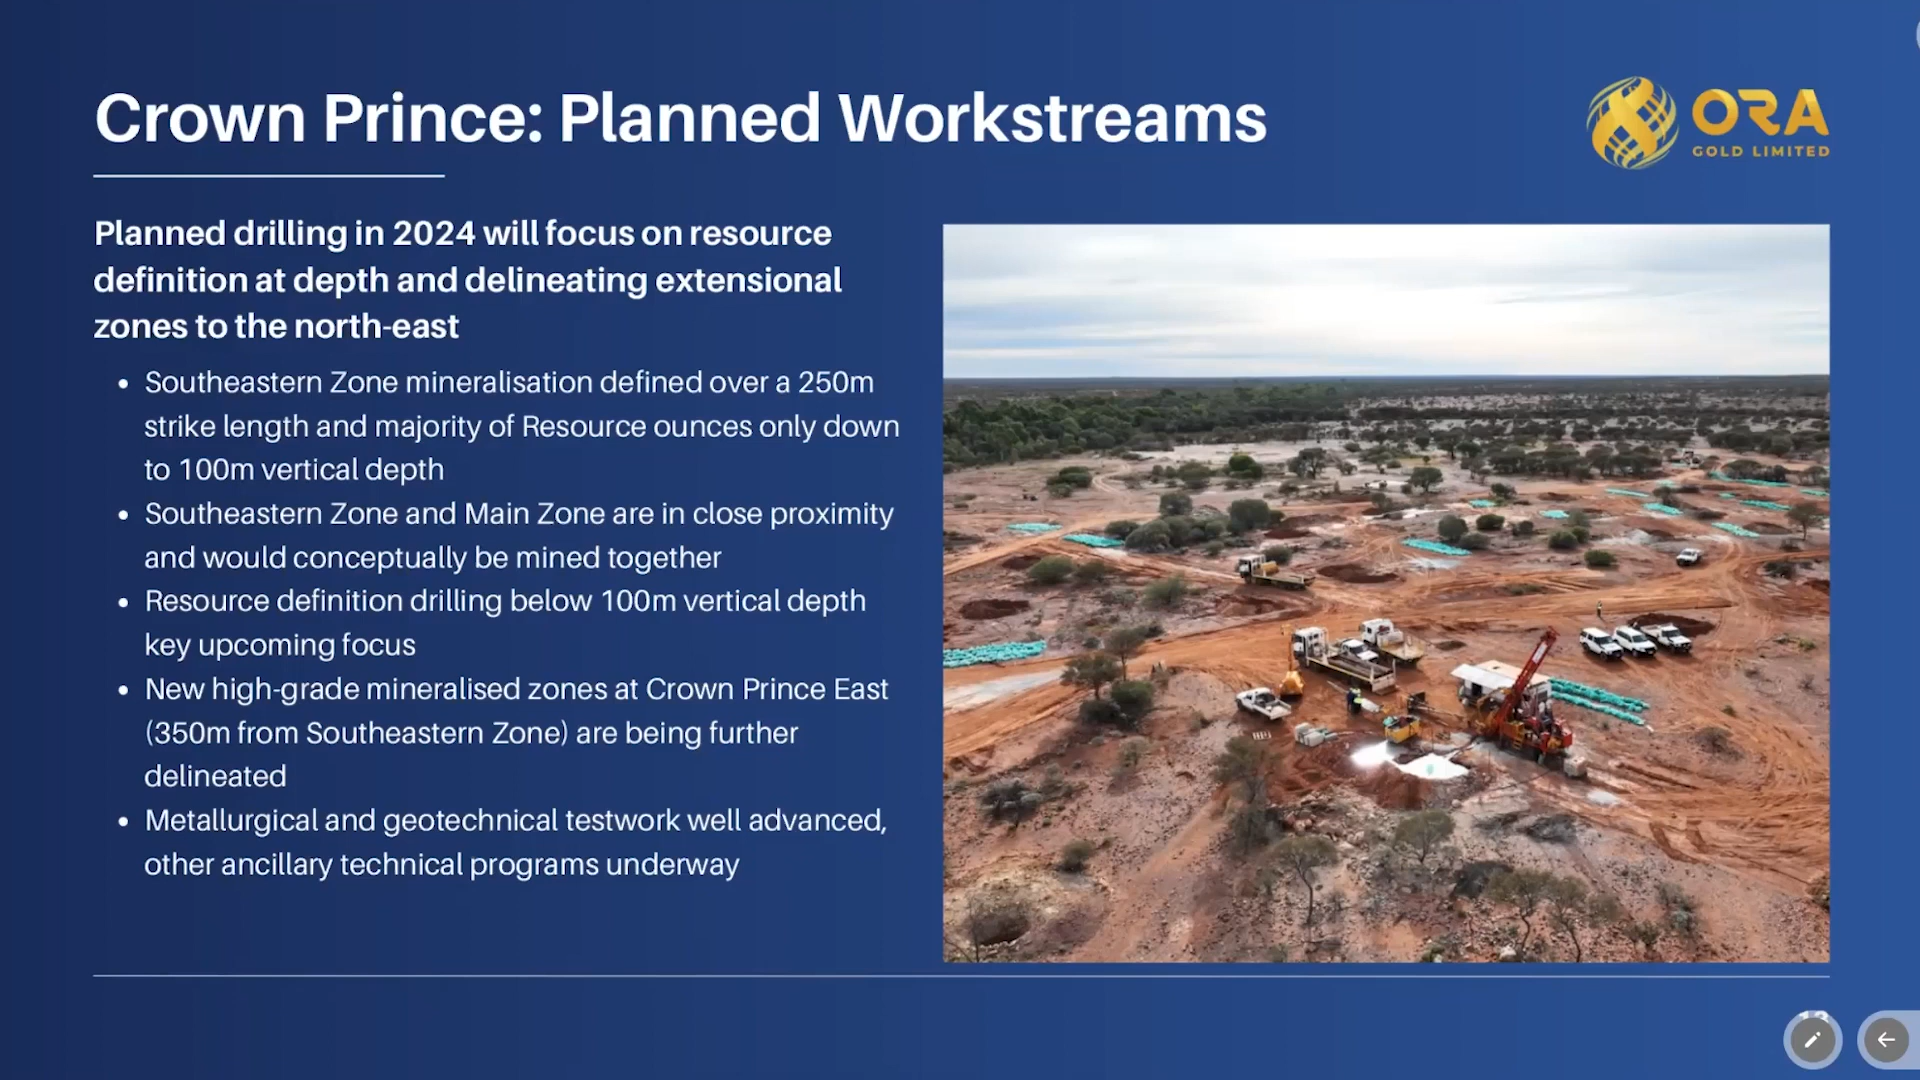 Crown Prince: Planned Workstreams
ORA
GOLD LIMITED
Planned drilling in 2024 will focus on resource
definition at depth and delineating extensional
zones to the north-east
• Southeastern Zone mineralisation defined over a 250m
strike length and majority of Resource ounces only down
to 100m vertical depth
• Southeastern Zone and Main Zone are in close proximity
and would conceptually be mined together
• Resource definition drilling below 100m vertical depth
key upcoming focus
• New high-grade mineralised zones at Crown Prince East
(350m from Southeastern Zone) are being further
delineated
• Metallurgical and geotechnical testwork well advanced,
other ancillary technical programs underway